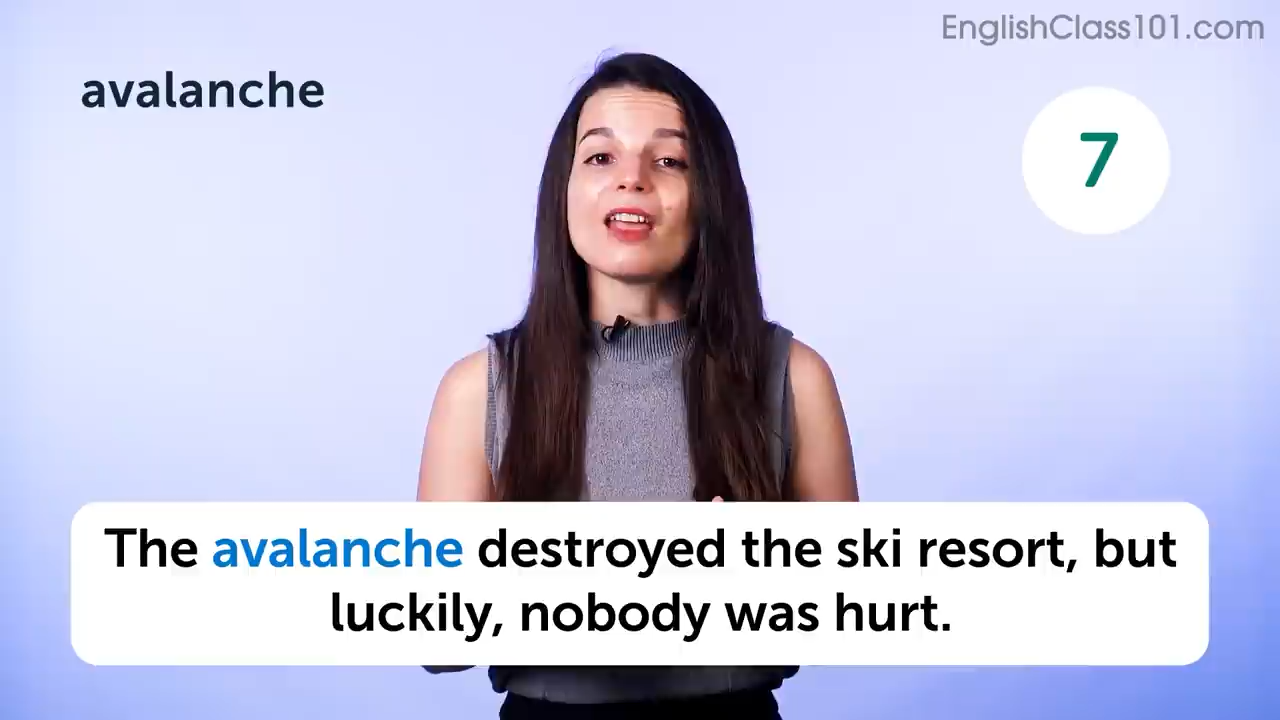 EnglishClass101.com
avalanche
7
The avalanche destroyed the ski resort, but
luckily, nobody was hurt.